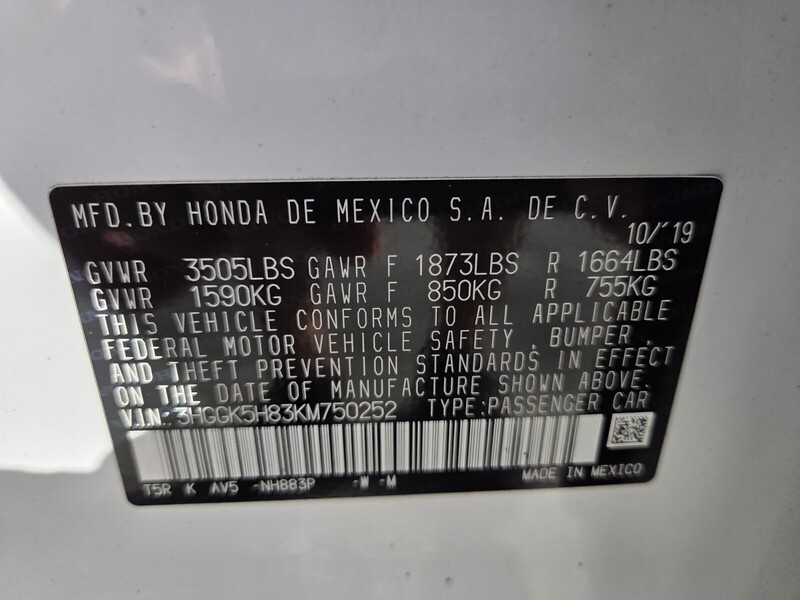 MFD.BY HONDA DE MEXICO S.A. DE C.V.
10/'19
GVWR 3505LBS GAWR F 1873LBS R 1664LBS
GVWR 1590KG GAWR F 850KG R 755KG
THIS VEHICLE CONFORMS TO ALL APPLICABLE
FEDERAL MOTOR VEHICLE SAFETY, BUMPER,
AND THEFT PREVENTION STANDARDS IN EFFECT
ON THE DATE OF MANUFACTURE SHOWN ABOVE.
V.I.N.: 3HGGK5H83KM750252 TYPE:PASSENGER CAR
MADE IN MEXICO
T5R K AV5 -NH883P -W -M